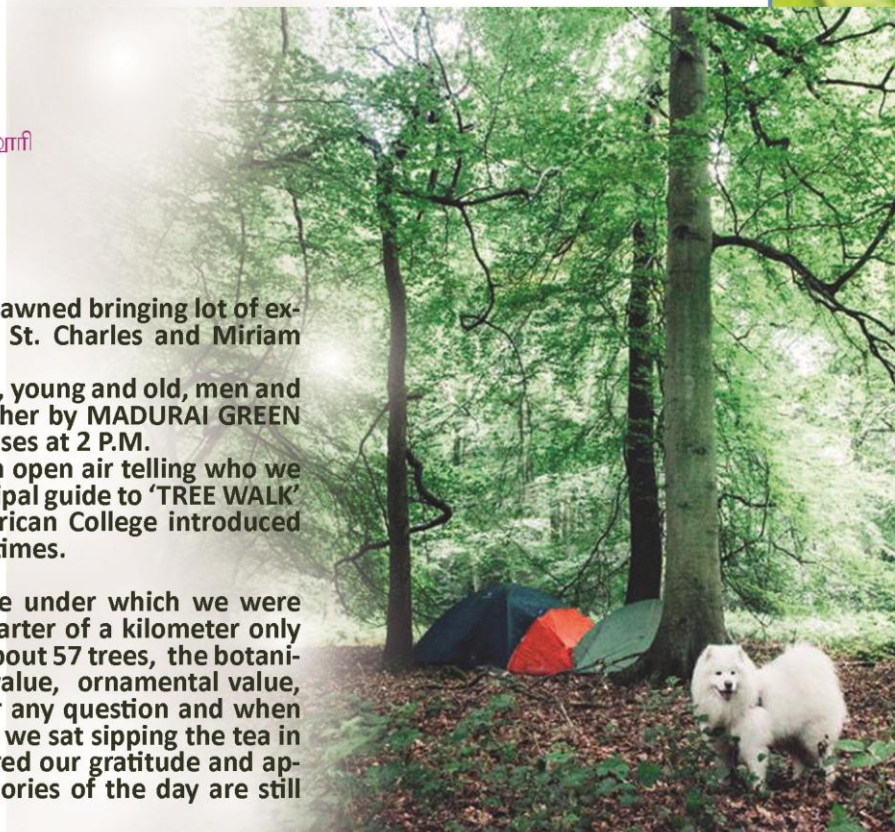 லூரி
awned bringing lot of ex-
St. Charles and Miriam
, young and old, men and
her by MADURAI GREEN
ses at 2 P.M.
n open air telling who we
ipal guide to ‘TREE WALK’
rican College introduced
times.
e under which we were
arter of a kilometer only
bout 57 trees, the botani-
value, ornamental value,
r any question and when
we sat sipping the tea in
red our gratitude and ap-
ories of the day are still